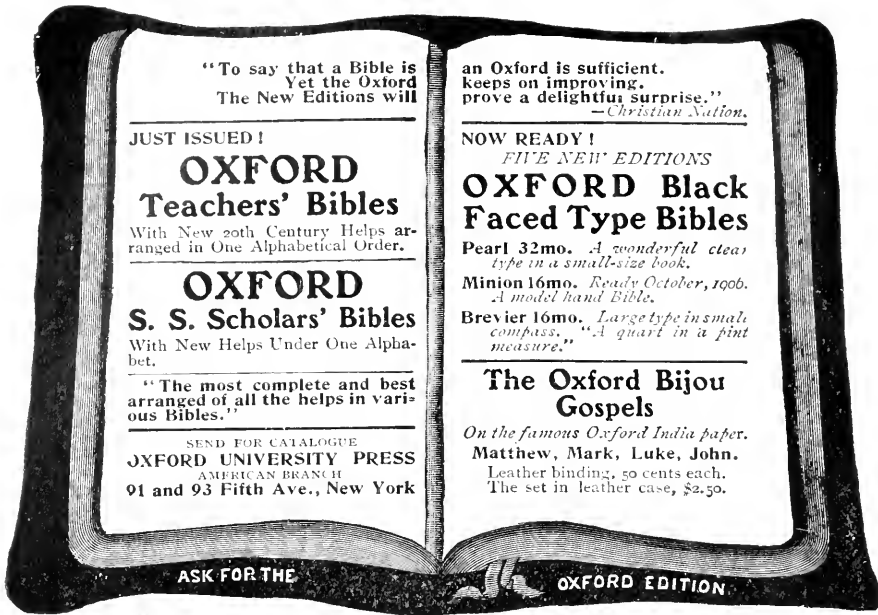 "To say that a Bible is an Oxford is sufficient.
Yet the Oxford keeps on improving.
The New Editions will prove a delightful surprise."
—Christian Nation.
JUST ISSUED!
OXFORD
Teachers' Bibles
With New 20th Century Helps ar-
ranged in One Alphabetical Order.
OXFORD
S. S. Scholars' Bibles
With New Helps Under One Alpha-
bet.
"The most complete and best
arranged of all the helps in vari-
ous Bibles."
SEND FOR CATALOGUE
OXFORD UNIVERSITY PRESS
AMERICAN BRANCH
91 and 93 Fifth Ave., New York
NOW READY!
FIVE NEW EDITIONS
OXFORD Black
Faced Type Bibles
Pearl 32mo. A wonderful clear
type in a small-size book.
Minion 16mo. Ready October, 1906.
A model hand Bible.
Brevier 16mo. Large type in small
compass. "A quart in a pint
measure."
The Oxford Bijou
Gospels
On the famous Oxford India paper.
Matthew, Mark, Luke, John.
Leather binding, 50 cents each.
The set in leather case, $2.50.
ASK FOR THE OXFORD EDITION